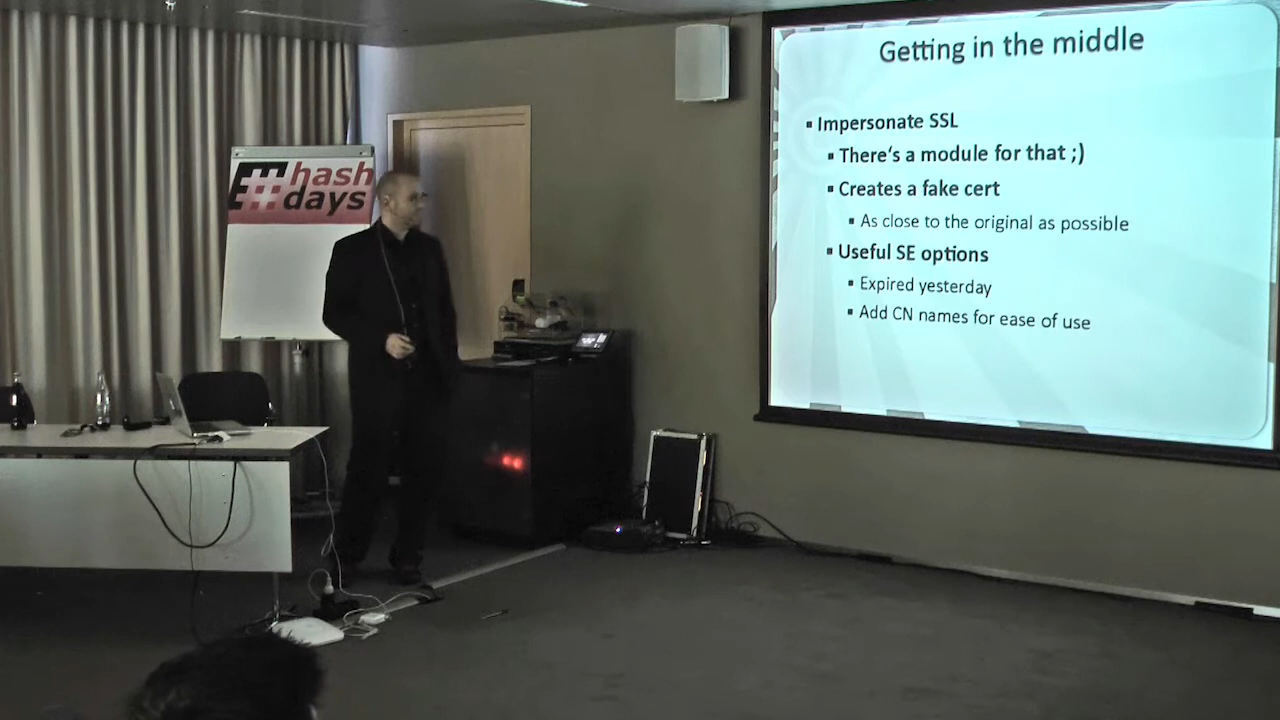 hash
days
Getting in the middle
▪ Impersonate SSL
▪ There's a module for that ;)
▪ Creates a fake cert
▪ As close to the original as possible
▪ Useful SE options
▪ Expired yesterday
▪ Add CN names for ease of use